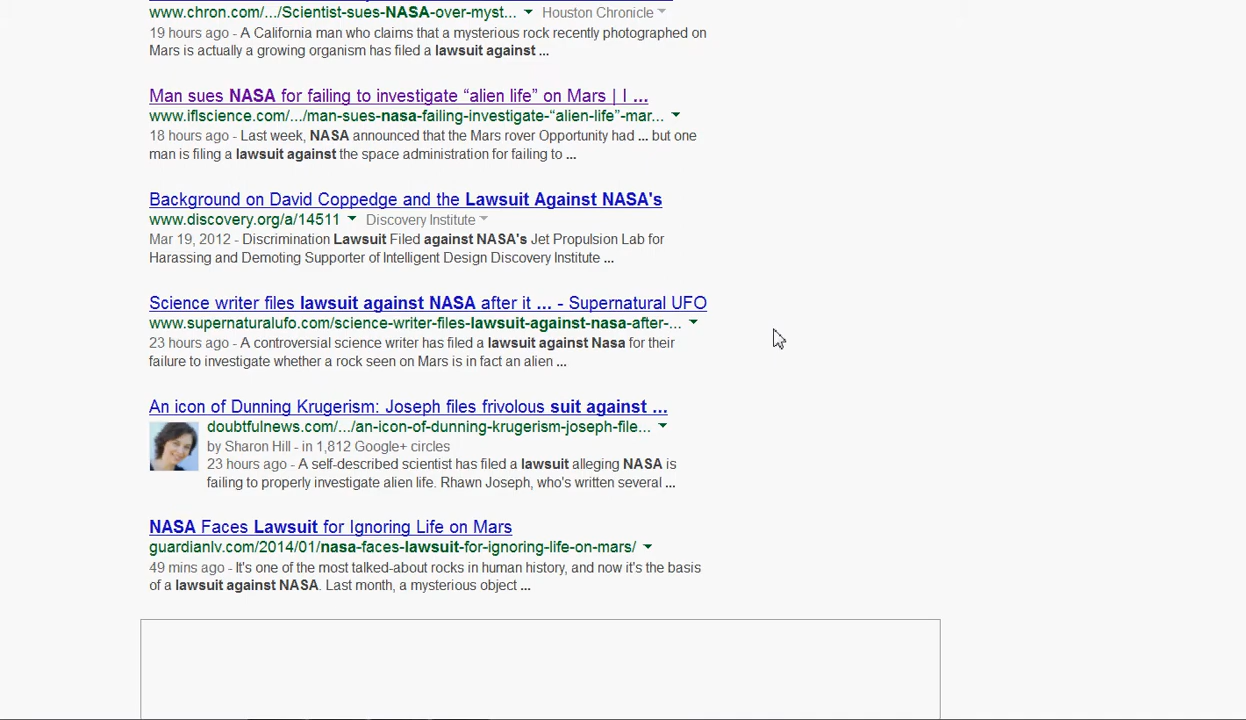 www.chron.com/.../Scientist-sues-NASA-over-myst... Houston Chronicle
19 hours ago - A California man who claims that a mysterious rock recently photographed on
Mars is actually a growing organism has filed a lawsuit against ...
Man sues NASA for failing to investigate “alien life” on Mars | I ...
www.iflscience.com/.../man-sues-nasa-failing-investigate-“alien-life”-mar...
18 hours ago - Last week, NASA announced that the Mars rover Opportunity had ... but one
man is filing a lawsuit against the space administration for failing to ...
Background on David Coppedge and the Lawsuit Against NASA's
www.discovery.org/a/14511 Discovery Institute
Mar 19, 2012 - Discrimination Lawsuit Filed against NASA's Jet Propulsion Lab for
Harassing and Demoting Supporter of Intelligent Design Discovery Institute ...
Science writer files lawsuit against NASA after it ... - Supernatural UFO
www.supernaturalufo.com/science-writer-files-lawsuit-against-nasa-after-...
23 hours ago - A controversial science writer has filed a lawsuit against Nasa for their
failure to investigate whether a rock seen on Mars is in fact an alien ...
An icon of Dunning Krugerism: Joseph files frivolous suit against ...
doubtfulnews.com/.../an-icon-of-dunning-krugerism-joseph-file...
by Sharon Hill - in 1,812 Google+ circles
23 hours ago - A self-described scientist has filed a lawsuit alleging NASA is
failing to properly investigate alien life. Rhawn Joseph, who's written several ...
NASA Faces Lawsuit for Ignoring Life on Mars
guardianlv.com/2014/01/nasa-faces-lawsuit-for-ignoring-life-on-mars/
49 mins ago - It's one of the most talked-about rocks in human history, and now it's the basis
of a lawsuit against NASA. Last month, a mysterious object ...